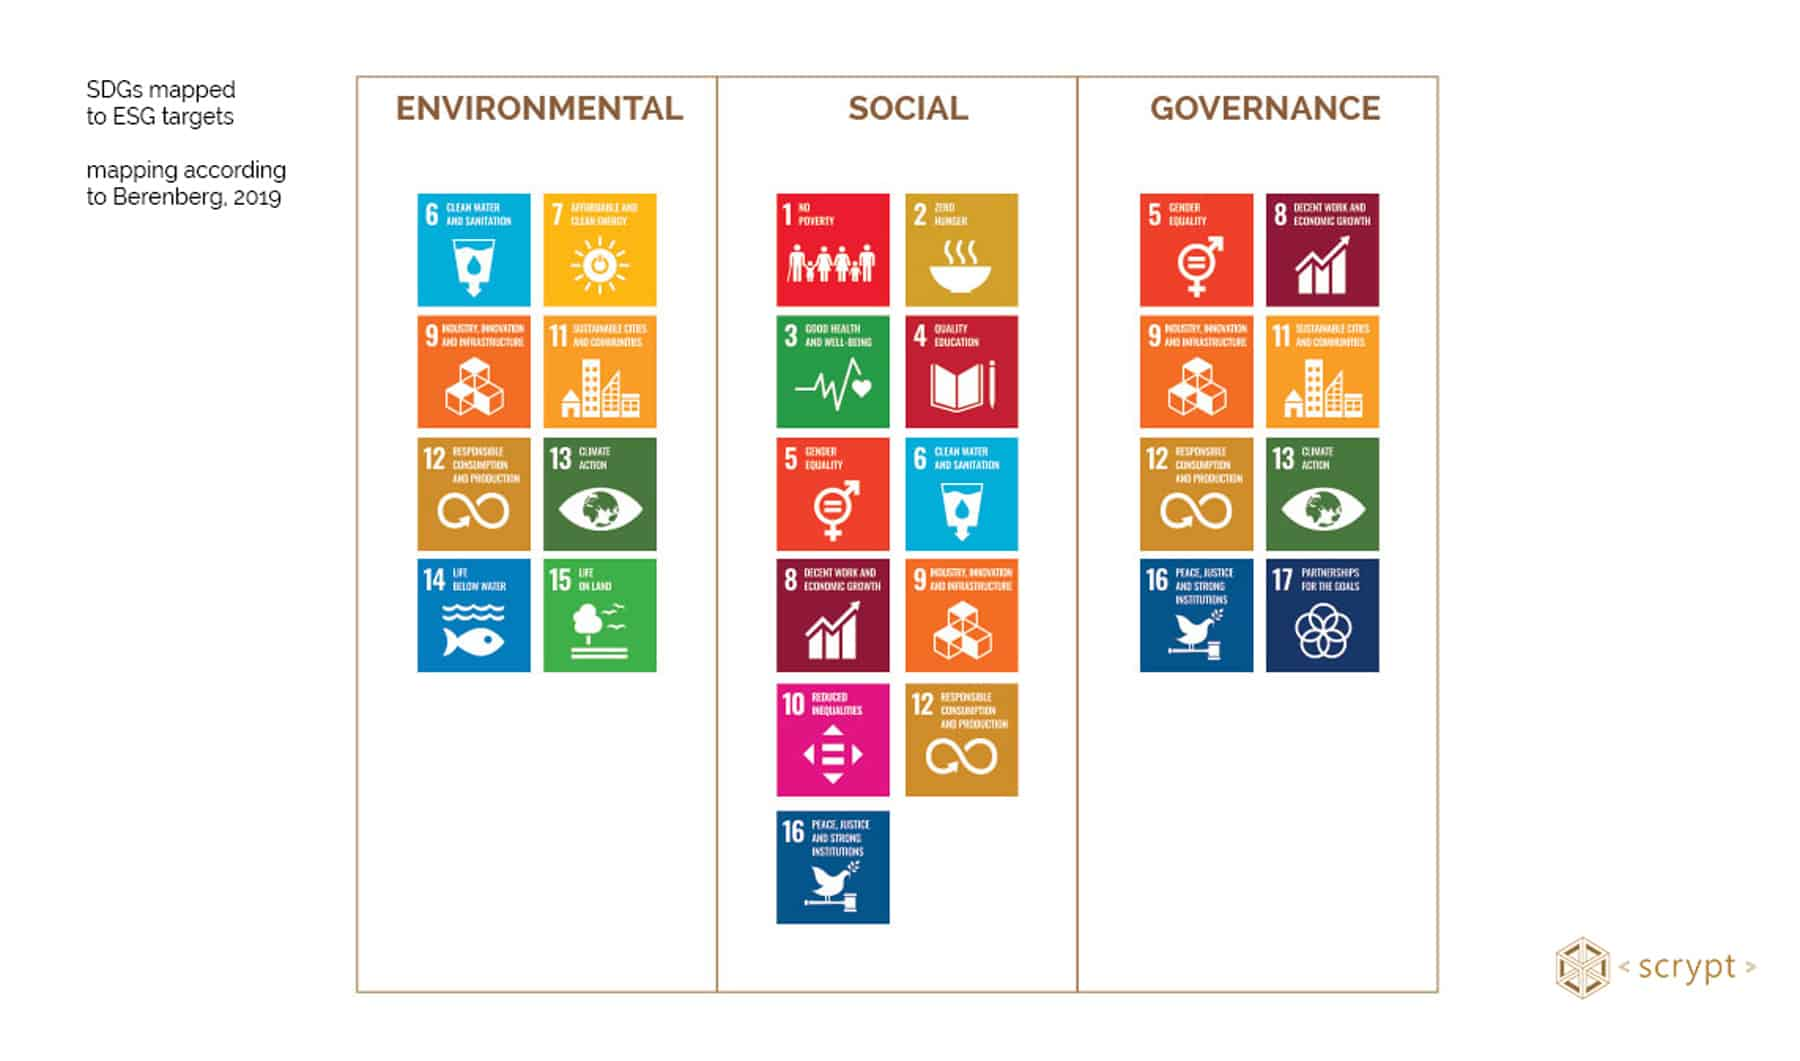 SDGs mapped
to ESG targets
mapping according
to Berenberg, 2019
ENVIRONMENTAL
6 CLEAN WATER
AND SANITATION
7 AFFORDABLE AND
CLEAN ENERGY
9 INDUSTRY, INNOVATION
AND INFRASTRUCTURE
11 SUSTAINABLE CITIES
AND COMMUNITIES
12 RESPONSIBLE
CONSUMPTION
AND PRODUCTION
13 CLIMATE
ACTION
14 LIFE
BELOW WATER
15 LIFE
ON LAND
SOCIAL
1 NO
POVERTY
2 ZERO
HUNGER
3 GOOD HEALTH
AND WELL-BEING
4 QUALITY
EDUCATION
5 GENDER
EQUALITY
6 CLEAN WATER
AND SANITATION
8 DECENT WORK AND
ECONOMIC GROWTH
9 INDUSTRY, INNOVATION
AND INFRASTRUCTURE
10 REDUCED
INEQUALITIES
12 RESPONSIBLE
CONSUMPTION
AND PRODUCTION
16 PEACE, JUSTICE
AND STRONG
INSTITUTIONS
GOVERNANCE
5 GENDER
EQUALITY
8 DECENT WORK AND
ECONOMIC GROWTH
9 INDUSTRY, INNOVATION
AND INFRASTRUCTURE
11 SUSTAINABLE CITIES
AND COMMUNITIES
12 RESPONSIBLE
CONSUMPTION
AND PRODUCTION
13 CLIMATE
ACTION
16 PEACE, JUSTICE
AND STRONG
INSTITUTIONS
17 PARTNERSHIPS
FOR THE GOALS
< scrypt >